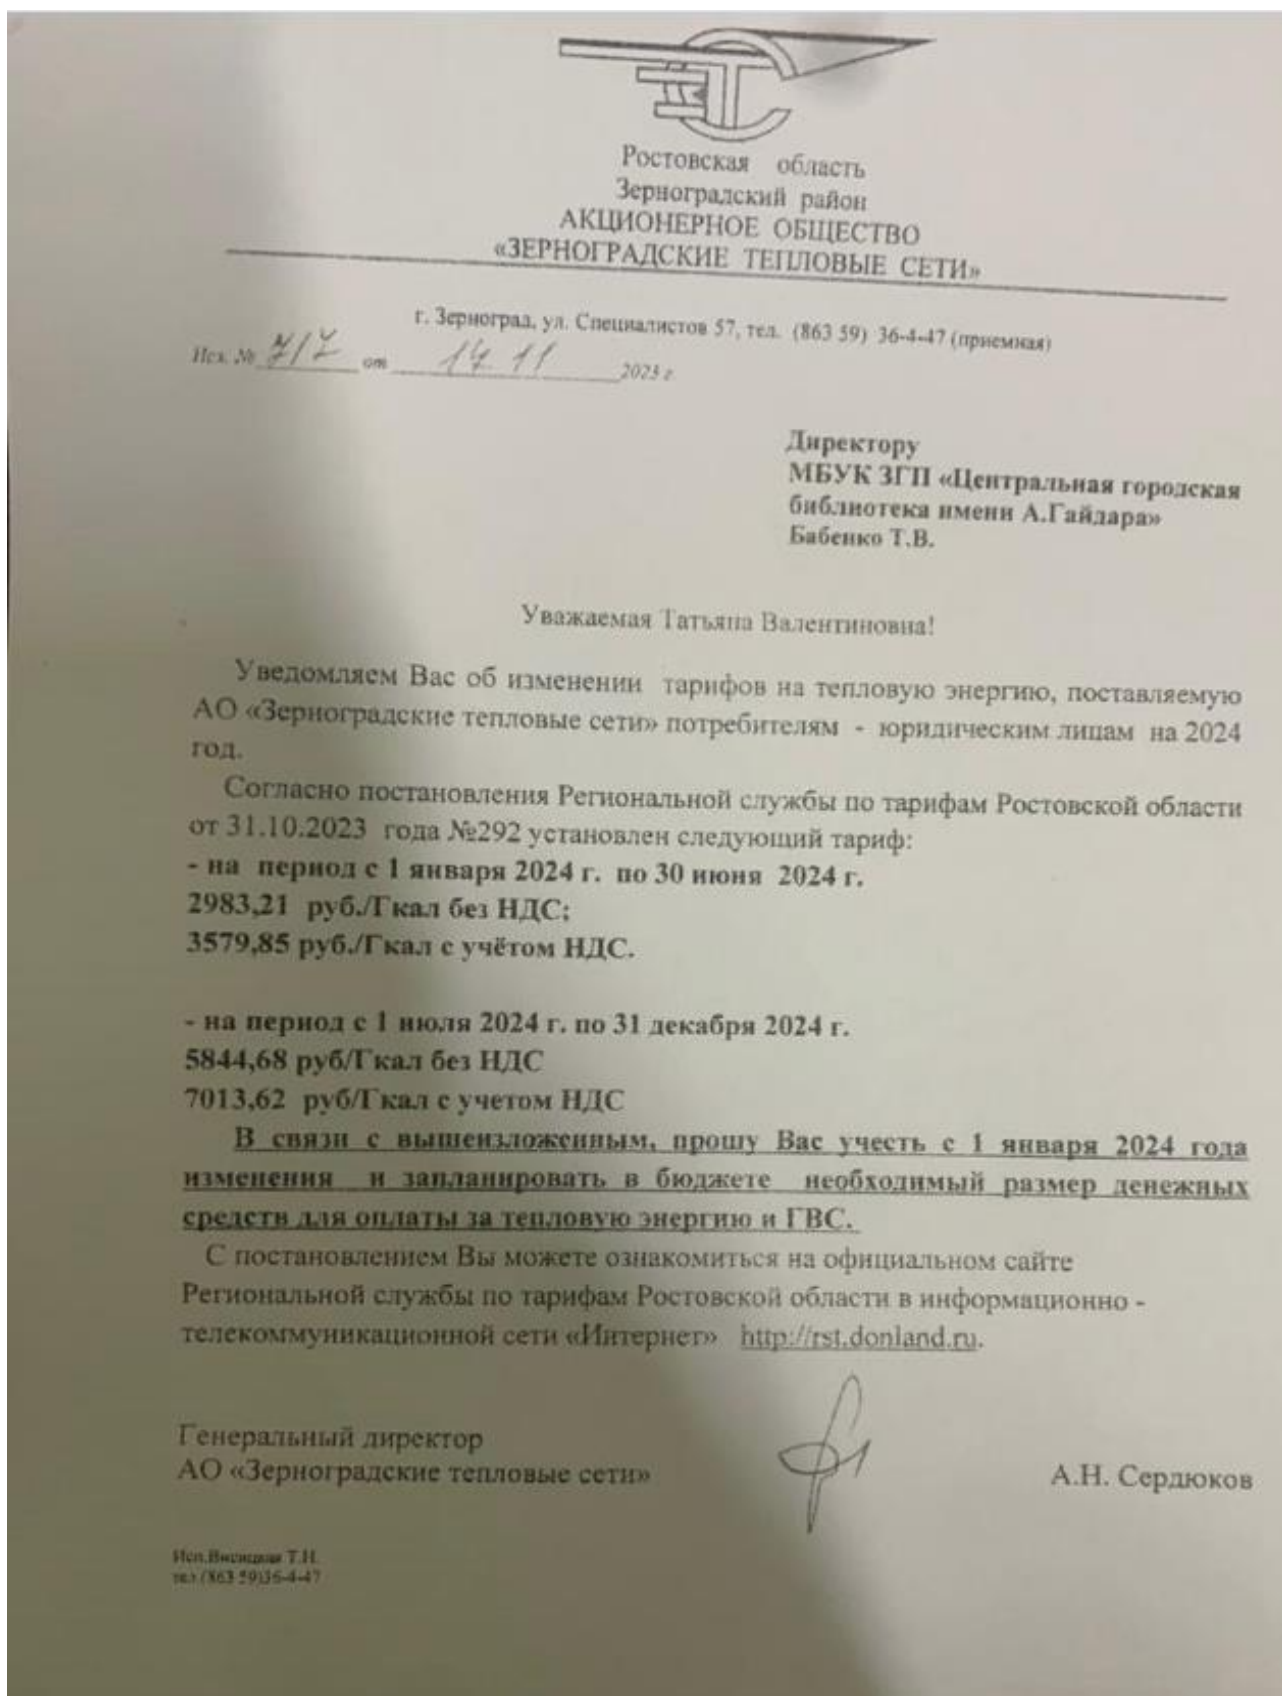 Ростовская область
Зерноградский район
АКЦИОНЕРНОЕ ОБЩЕСТВО
«ЗЕРНОГРАДСКИЕ ТЕПЛОВЫЕ СЕТИ»
г. Зерноград, ул. Специалистов 57, тел. (863 59) 36-4-47 (приемная)
Исх. № от 2023 г.
Директору
МБУК ЗГП «Центральная городская
библиотека имени А.Гайдара»
Бабенко Т.В.
Уважаемая Татьяна Валентиновна!
Уведомляем Вас об изменении тарифов на тепловую энергию, поставляемую
АО «Зерноградские тепловые сети» потребителям - юридическим лицам на 2024
год.
Согласно постановления Региональной службы по тарифам Ростовской области
от 31.10.2023 года №292 установлен следующий тариф:
- на период с 1 января 2024 г. по 30 июня 2024 г.
2983,21 руб./Гкал без НДС;
3579,85 руб./Гкал с учётом НДС.
- на период с 1 июля 2024 г. по 31 декабря 2024 г.
5844,68 руб/Гкал без НДС
7013,62 руб/Гкал с учетом НДС
В связи с вышеизложенным, прошу Вас учесть с 1 января 2024 года
изменения и запланировать в бюджете необходимый размер денежных
средств для оплаты за тепловую энергию и ГВС.
С постановлением Вы можете ознакомиться на официальном сайте
Региональной службы по тарифам Ростовской области в информационно -
телекоммуникационной сети «Интернет» http://rst.donland.ru.
Генеральный директор
АО «Зерноградские тепловые сети» А.Н. Сердюков
Т.Н.
тел (863 59)36-4-47